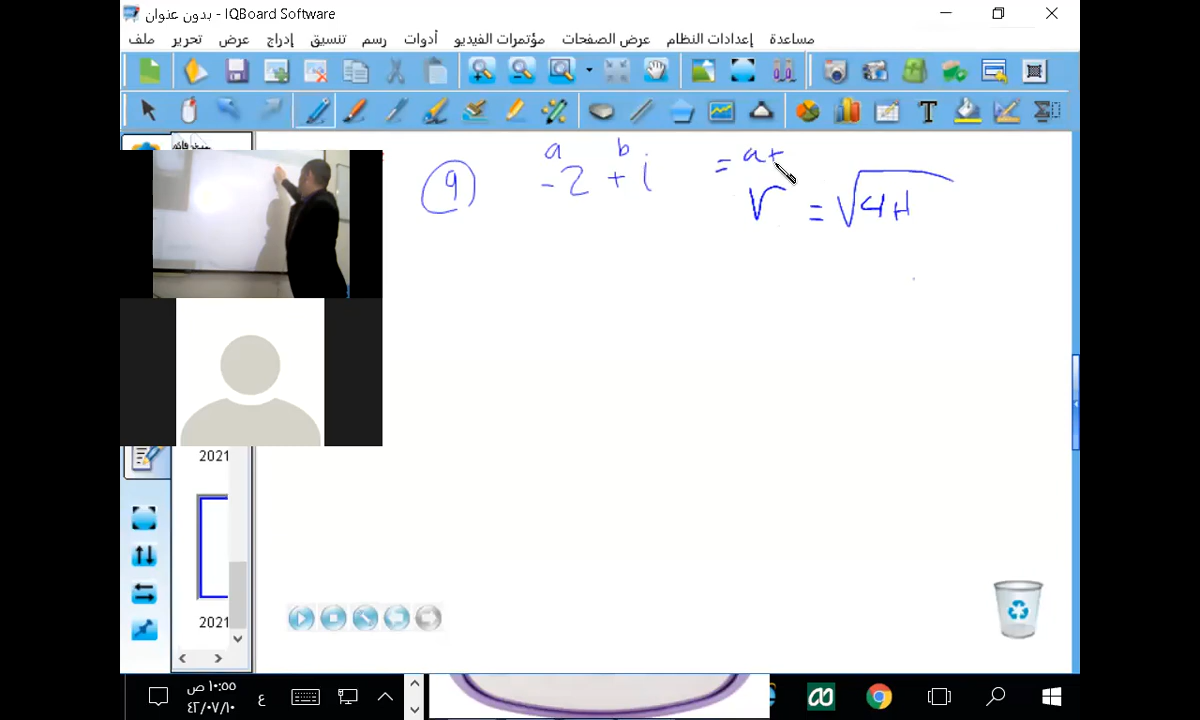 بدون عنوان - IQBoard Software
ملف تحرير عرض إدراج تنسيق رسم أدوات مؤتمرات الفيديو عرض الصفحات إعدادات النظام مساعدة
a b
9 -2 + i = a +
r = √4+1
2021
2021
١٠:٥٥ ص
ع
٤٢/٠٧/١٠